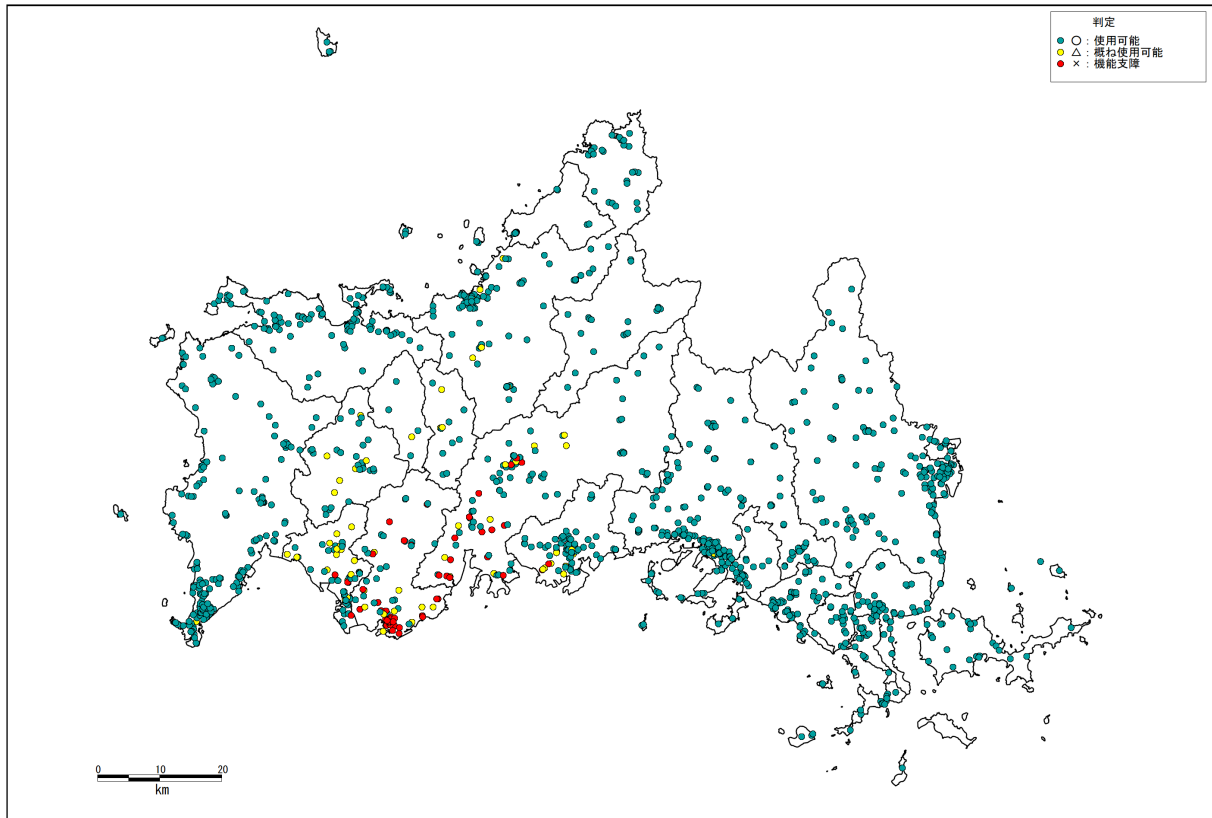 判定
○ : 使用可能
△ : 概ね使用可能
× : 機能支障
0 10 20
km